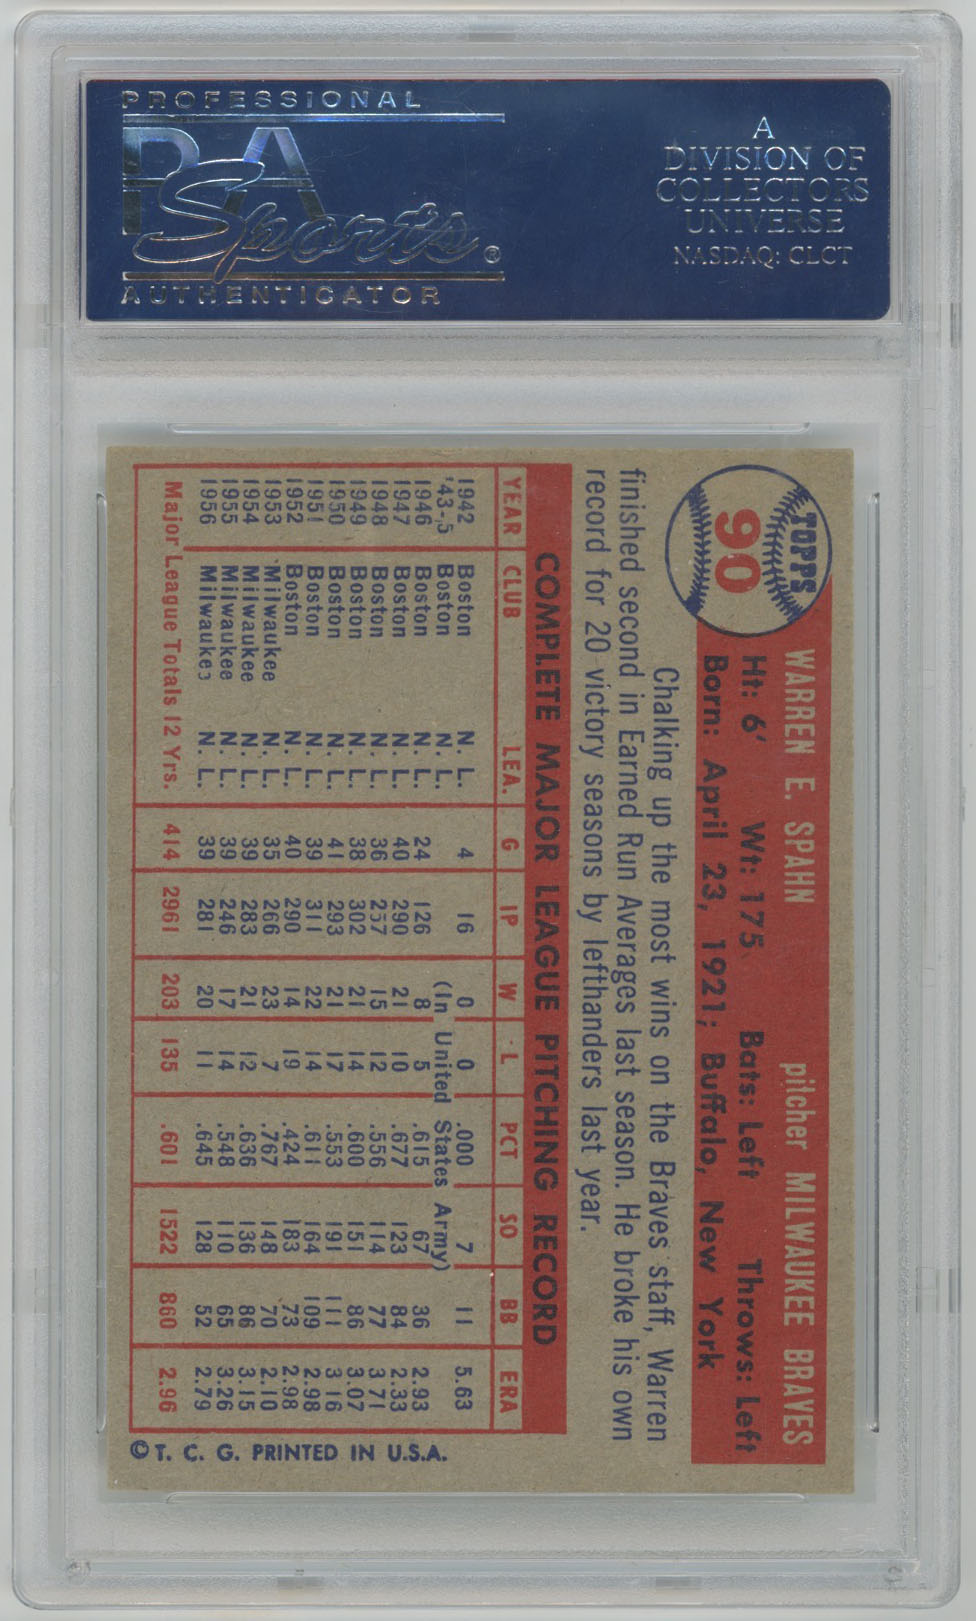 PROFESSIONAL
PSA
Sports®
AUTHENTICATOR
A
DIVISION OF
COLLECTORS
UNIVERSE
NASDAQ: CLCT
TOPPS
90
WARREN E. SPAHN pitcher MILWAUKEE BRAVES
Ht: 6' Wt: 175 Bats: Left Throws: Left
Born: April 23, 1921; Buffalo, New York
Chalking up the most wins on the Braves staff, Warren
finished second in Earned Run Averages last season. He broke his own
record for 20 victory seasons by lefthanders last year.
COMPLETE MAJOR LEAGUE PITCHING RECORD
YEAR CLUB LEA. G IP W L PCT SO BB ERA
1942 Boston N. L. 4 16 0 0 .000 7 11 5.63
'43-,5 Boston N. L. (In United States Army)
1946 Boston N. L. 24 126 8 5 .615 67 36 2.93
1947 Boston N. L. 40 290 21 10 .677 123 84 2.33
1948 Boston N. L. 36 257 15 12 .556 114 77 3.71
1949 Boston N. L. 38 302 21 14 .600 151 86 3.07
1950 Boston N. L. 41 293 21 17 .553 191 111 3.16
1951 Boston N. L. 39 311 22 14 .611 164 109 2.98
1952 Boston N. L. 40 290 14 19 .424 183 73 2.98
1953 Milwaukee N. L. 35 266 23 7 .767 148 70 2.10
1954 Milwaukee N. L. 39 283 21 12 .636 136 86 3.15
1955 Milwaukee N. L. 39 246 17 14 .548 110 65 3.26
1956 Milwaukee N. L. 39 281 20 11 .645 128 52 2.79
Major League Totals 12 Yrs. 414 2961 203 135 .601 1522 860 2.96
© T. C. G. PRINTED IN U.S.A.